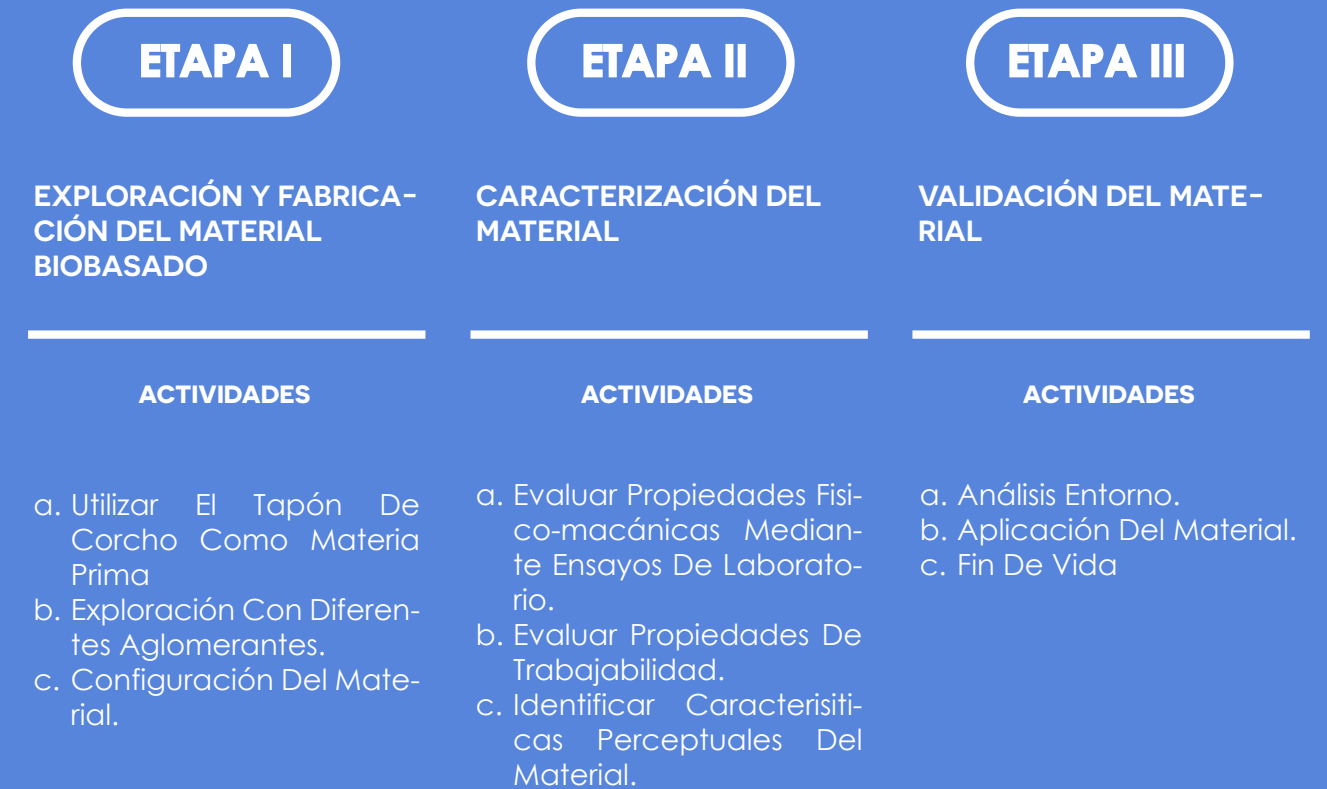 ETAPA I
EXPLORACIÓN Y FABRICA-
CIÓN DEL MATERIAL
BIOBASADO
ACTIVIDADES
a. Utilizar El Tapón De
Corcho Como Materia
Prima
b. Exploración Con Diferen-
tes Aglomerantes.
c. Configuración Del Mate-
rial.
ETAPA II
CARACTERIZACIÓN DEL
MATERIAL
ACTIVIDADES
a. Evaluar Propiedades Fisi-
co-macánicas Median-
te Ensayos De Laborato-
rio.
b. Evaluar Propiedades De
Trabajabilidad.
c. Identificar Caracterisiti-
cas Perceptuales Del
Material.
ETAPA III
VALIDACIÓN DEL MATE-
RIAL
ACTIVIDADES
a. Análisis Entorno.
b. Aplicación Del Material.
c. Fin De Vida